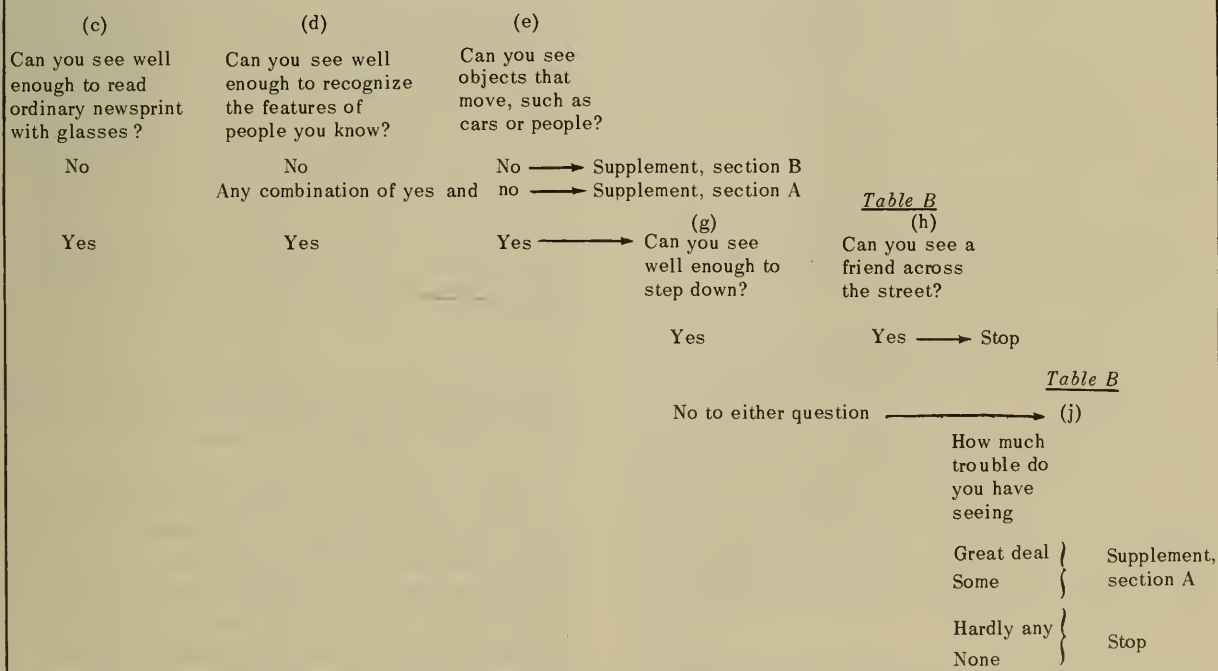 (c) (d) (e)
Can you see well enough to read ordinary newsprint with glasses ?
Can you see well enough to recognize the features of people you know?
Can you see objects that move, such as cars or people?
No No No → Supplement, section B
Any combination of yes and no → Supplement, section A
Table B
(g) (h)
Yes Yes Yes →
Can you see well enough to step down?
Can you see a friend across the street?
Yes Yes → Stop
Table B
No to either question → (j)
How much
trouble do
you have
seeing
Great deal } Supplement,
Some { section A
Hardly any {
Stop
None }